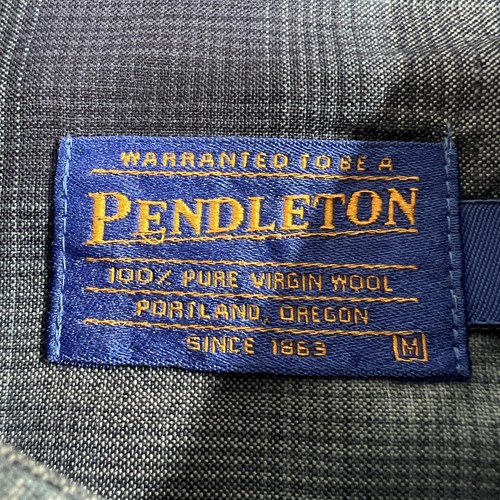 WARRANTED TO BE A
PENDLETON
100% PURE VIRGIN WOOL
PORTLAND, OREGON
SINCE 1863 M